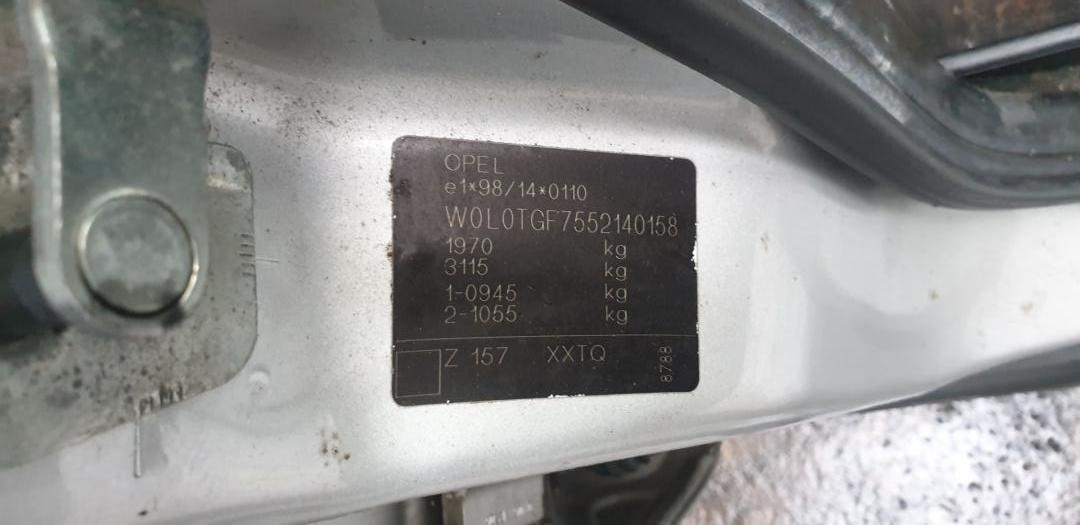 OPEL
e1*98/14*0110
W0L0TGF7552140158
1970 kg
3115 kg
1-0945 kg
2-1055 kg
Z 157 XXTQ
8788